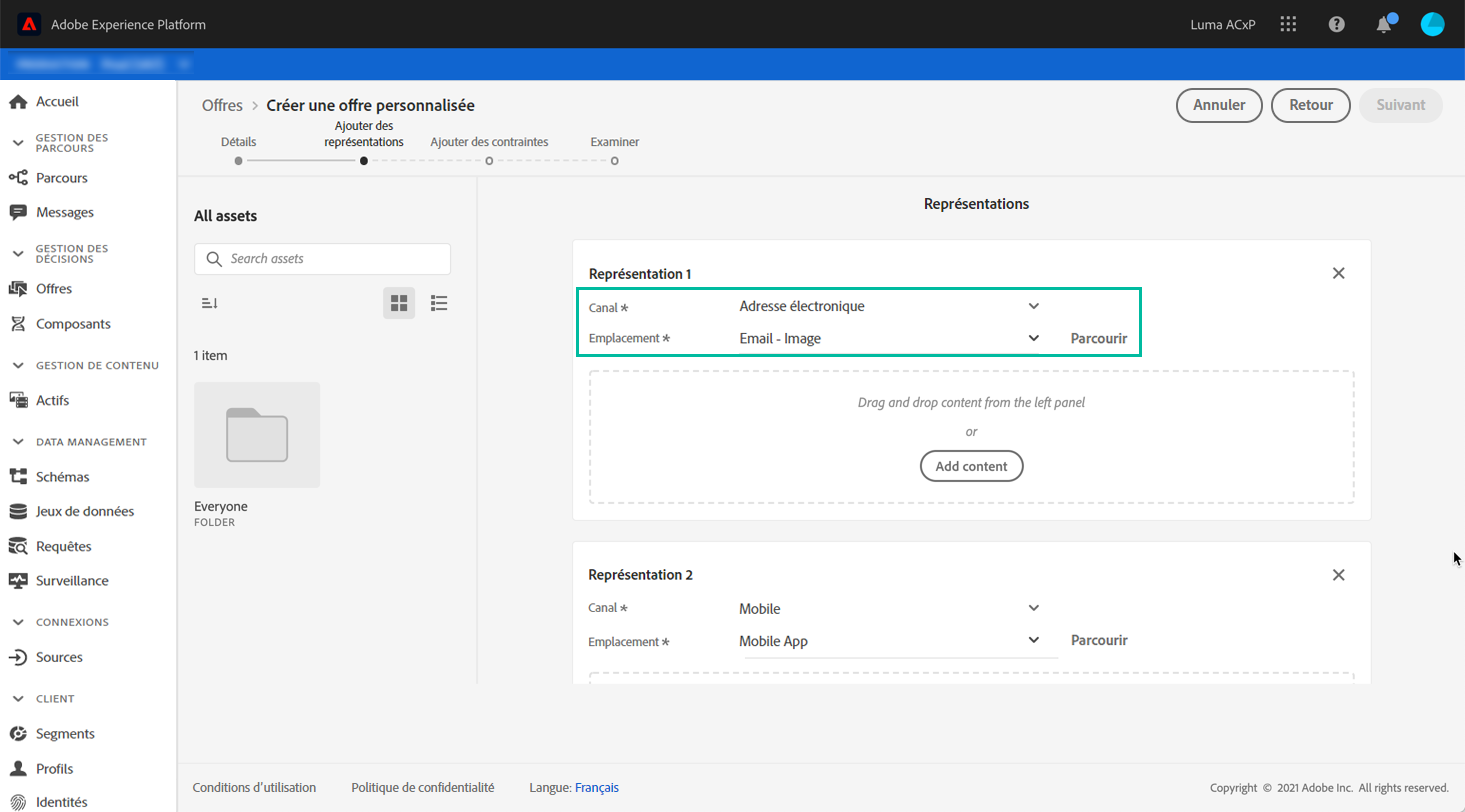 Adobe Experience Platform
Luma ACxP
Accueil
GESTION DES
PARCOURS
Parcours
Messages
GESTION DES
DÉCISIONS
Offres
Composants
GESTION DE CONTENU
Actifs
DATA MANAGEMENT
Schémas
Jeux de données
Requêtes
Surveillance
CONNEXIONS
Sources
CLIENT
Segments
Profils
Identités
Offres > Créer une offre personnalisée
Annuler
Retour
Suivant
Détails
Ajouter des
représentations
Ajouter des contraintes
Examiner
All assets
Search assets
1 item
Everyone
FOLDER
Représentations
Représentation 1
Canal * Adresse électronique
Emplacement * Email - Image Parcourir
Drag and drop content from the left panel
or
Add content
Représentation 2
Canal * Mobile
Emplacement * Mobile App Parcourir
Conditions d'utilisation Politique de confidentialité Langue: Français
Copyright © 2021 Adobe Inc. All rights reserved.